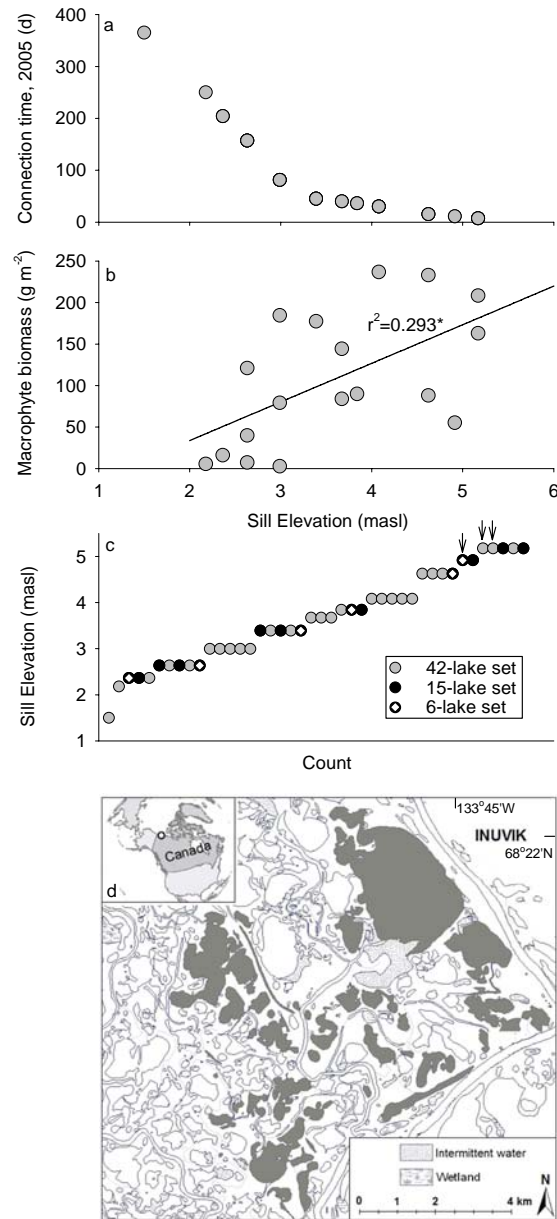 a
Connection time, 2005 (d)
400
300
200
100
0
b
Macrophyte biomass (g m⁻²)
250
200
150
100
50
0
r²=0.293*
1 2 3 4 5 6
Sill Elevation (masl)
c
Sill Elevation (masl)
5
4
3
2
1
42-lake set
15-lake set
6-lake set
Count
d
Canada
133°45'W
INUVIK
68°22'N
Intermittent water
Wetland
0 1 2 4 km
N